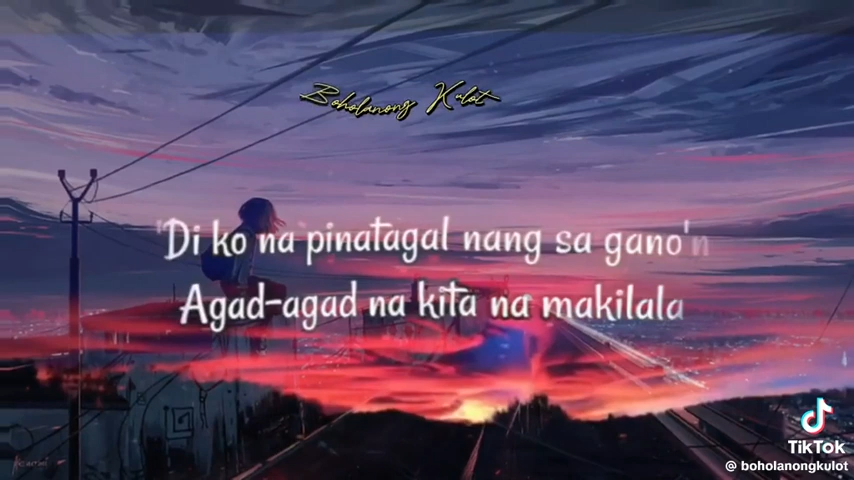 Boholanong Kulot
'Di ko na pinatagal nang sa gano'n
Agad-agad na kita na makilala
TikTok
@ boholanongkulot